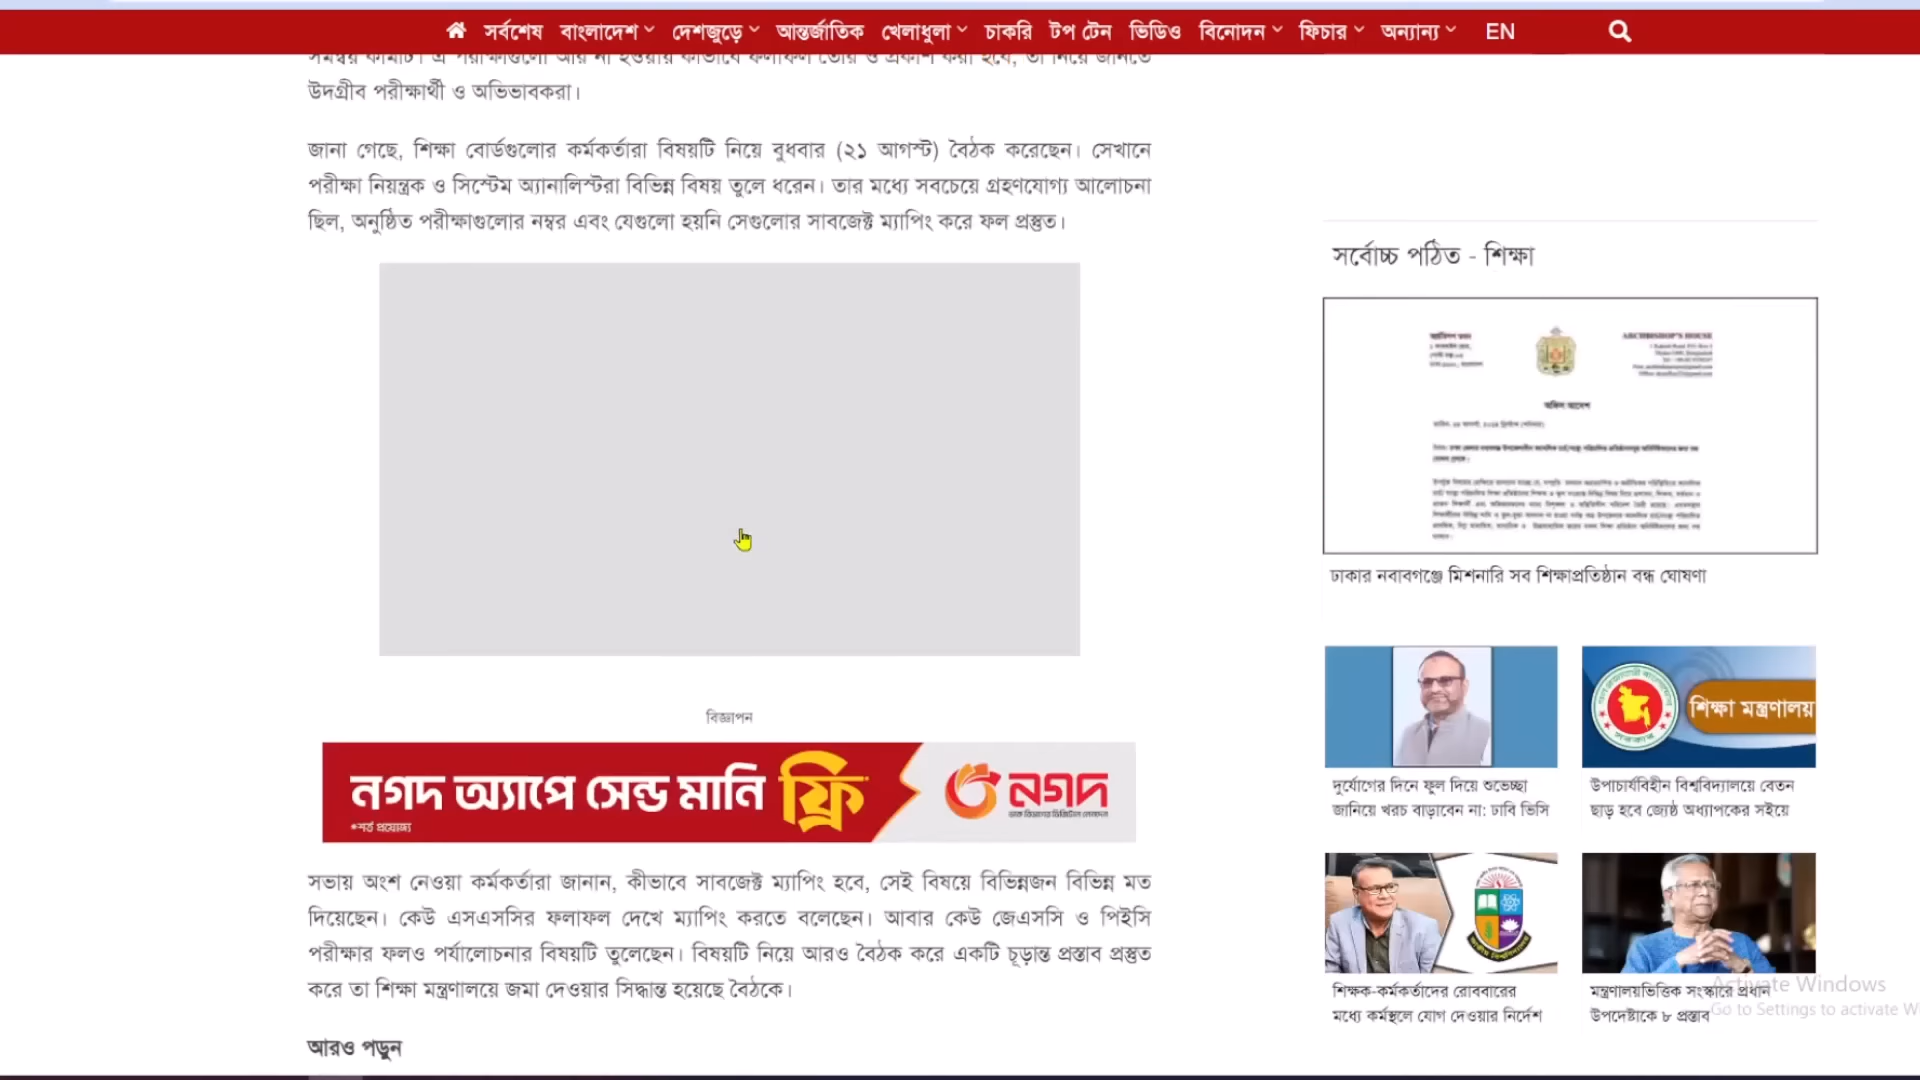 সর্বশেষ বাংলাদেশ দেশজুড়ে আন্তর্জাতিক খেলাধুলা চাকরি টপ টেন ভিডিও বিনোদন ফিচার অন্যান্য EN
উদগ্রীব পরীক্ষার্থী ও অভিভাবকরা।
জানা গেছে, শিক্ষা বোর্ডগুলোর কর্মকর্তারা বিষয়টি নিয়ে বুধবার (২১ আগস্ট) বৈঠক করেছেন। সেখানে
পরীক্ষা নিয়ন্ত্রক ও সিস্টেম অ্যানালিস্টরা বিভিন্ন বিষয় তুলে ধরেন। তার মধ্যে সবচেয়ে গ্রহণযোগ্য আলোচনা
ছিল, অনুষ্ঠিত পরীক্ষাগুলোর নম্বর এবং যেগুলো হয়নি সেগুলোর সাবজেক্ট ম্যাপিং করে ফল প্রস্তুত।
বিজ্ঞাপন
নগদ অ্যাপে সেন্ড মানি ফ্রি
*শর্ত প্রযোজ্য
নগদ
সভায় অংশ নেওয়া কর্মকর্তারা জানান, কীভাবে সাবজেক্ট ম্যাপিং হবে, সেই বিষয়ে বিভিন্নজন বিভিন্ন মত
দিয়েছেন। কেউ এসএসসির ফলাফল দেখে ম্যাপিং করতে বলেছেন। আবার কেউ জেএসসি ও পিইসি
পরীক্ষার ফলও পর্যালোচনার বিষয়টি তুলেছেন। বিষয়টি নিয়ে আরও বৈঠক করে একটি চূড়ান্ত প্রস্তাব প্রস্তুত
করে তা শিক্ষা মন্ত্রণালয়ে জমা দেওয়ার সিদ্ধান্ত হয়েছে বৈঠকে।
আরও পড়ুন
সর্বোচ্চ পঠিত - শিক্ষা
ARCHBISHOP'S HOUSE
অফিস আদেশ
ঢাকার নবাবগঞ্জে মিশনারি সব শিক্ষাপ্রতিষ্ঠান বন্ধ ঘোষণা
শিক্ষা মন্ত্রণালয়
দুর্যোগের দিনে ফুল দিয়ে শুভেচ্ছা
জানিয়ে খরচ বাড়াবেন না: ঢাবি ভিসি
উপাচার্যবিহীন বিশ্ববিদ্যালয়ে বেতন
ছাড় হবে জ্যেষ্ঠ অধ্যাপকের সইয়ে
শিক্ষক-কর্মকর্তাদের রোববারের
মধ্যে কর্মস্থলে যোগ দেওয়ার নির্দেশ
মন্ত্রণালয়ভিত্তিক সংস্কারে প্রধান
উপদেষ্টাকে ৮ প্রস্তাব
Activate Windows
Go to Settings to activate W